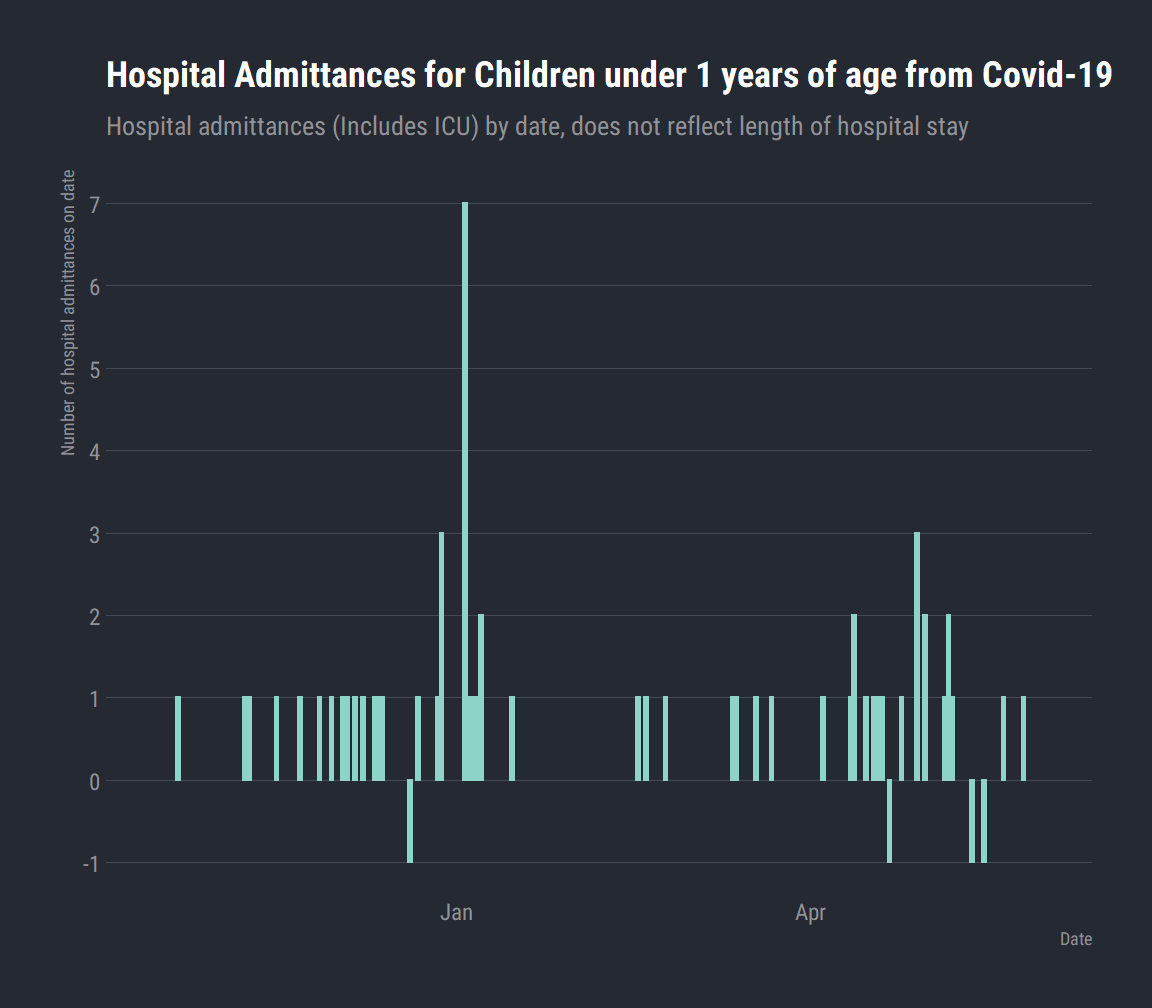 Hospital Admittances for Children under 1 years of age from Covid-19
Hospital admittances (Includes ICU) by date, does not reflect length of hospital stay
Number of hospital admittances on date
7
6
5
4
3
2
1
0
-1
Jan Apr
Date